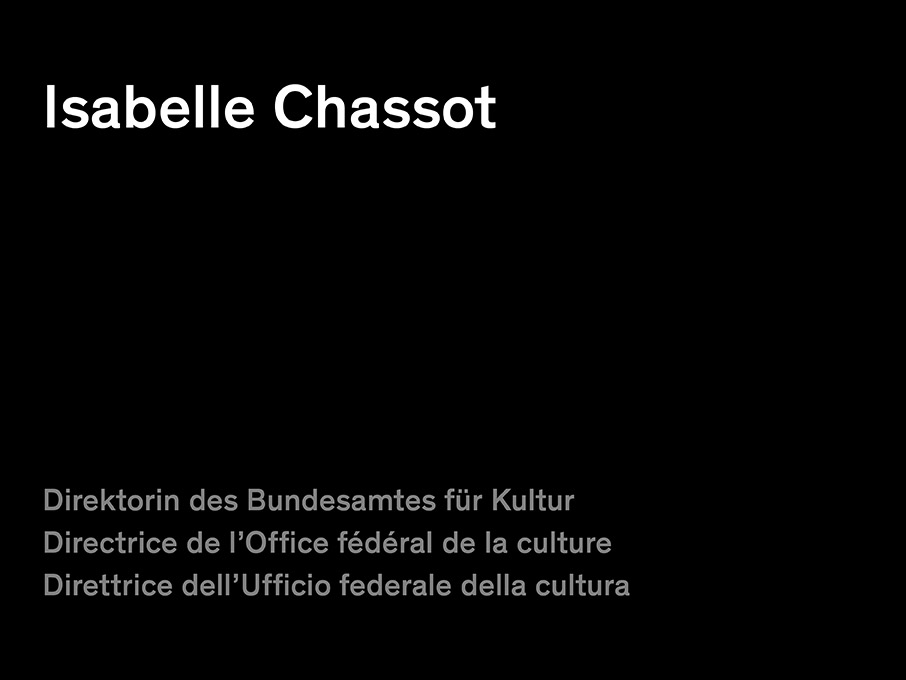 Isabelle Chassot
Direktorin des Bundesamtes für Kultur
Directrice de l’Office fédéral de la culture
Direttrice dell’Ufficio federale della cultura